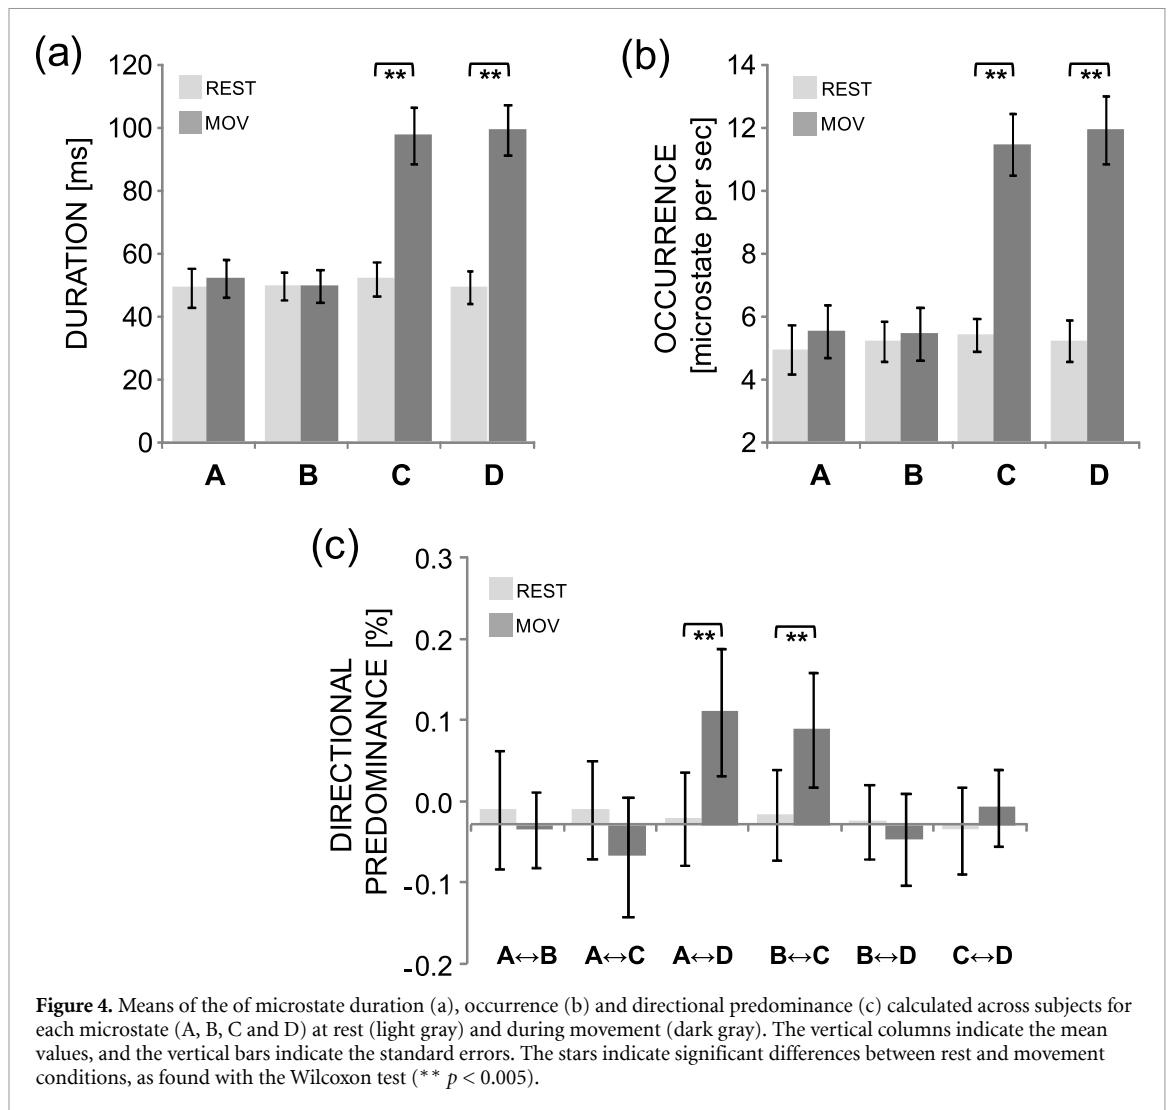 (a)
120
100
80
60
40
20
0
DURATION [ms]
REST
MOV
**
**
A B C D
(b)
14
12
10
8
6
4
2
OCCURRENCE
[microstate per sec]
REST
MOV
**
**
A B C D
(c)
0.3
0.2
0.1
0.0
-0.1
-0.2
DIRECTIONAL
PREDOMINANCE [%]
REST
MOV
**
**
A↔B A↔C A↔D B↔C B↔D C↔D
Figure 4. Means of the of microstate duration (a), occurrence (b) and directional predominance (c) calculated across subjects for
each microstate (A, B, C and D) at rest (light gray) and during movement (dark gray). The vertical columns indicate the mean
values, and the vertical bars indicate the standard errors. The stars indicate significant differences between rest and movement
conditions, as found with the Wilcoxon test (** p < 0.005).